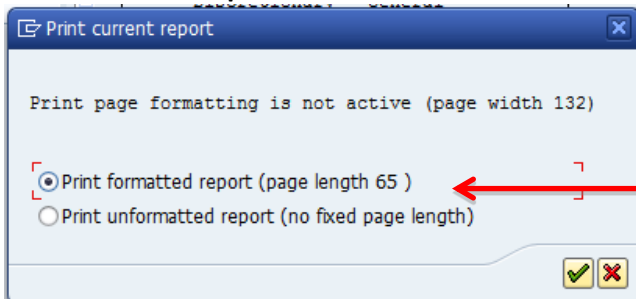 Print current report
Print page formatting is not active (page width 132)
Print formatted report (page length 65 )
Print unformatted report (no fixed page length)